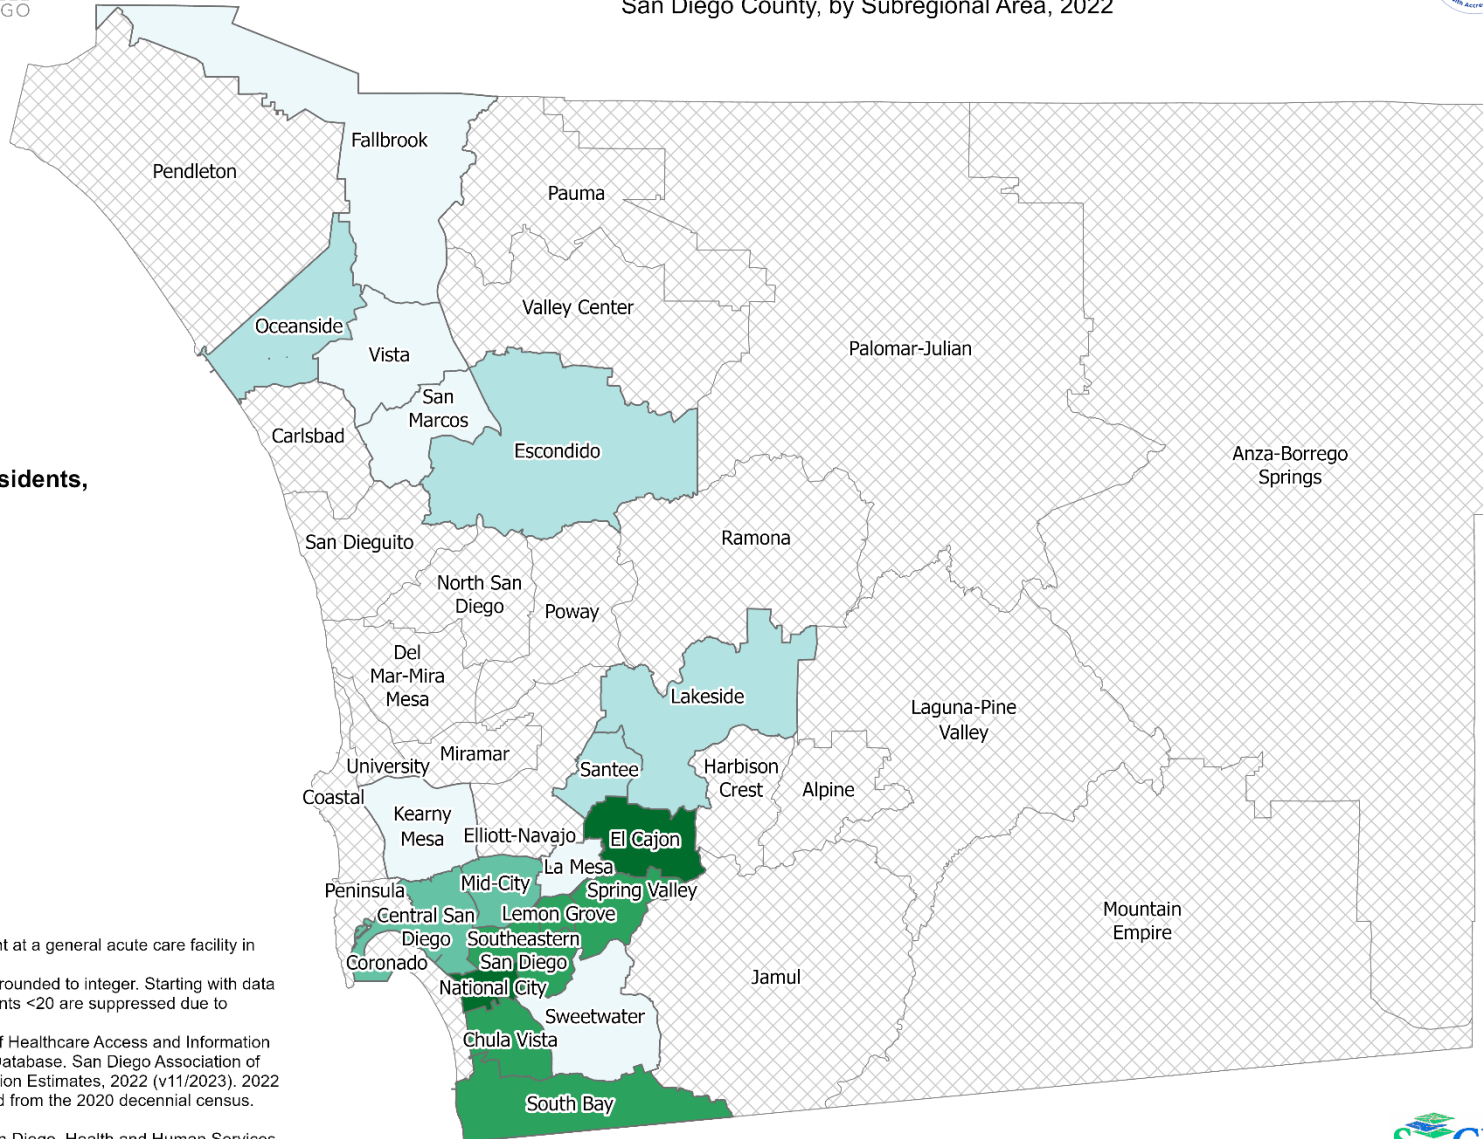 GO
San Diego County, by Subregional Area, 2022
Fallbrook
Pendleton
Pauma
Valley Center
Oceanside
Vista
Palomar-Julian
San
Marcos
Carlsbad
Escondido
Anza-Borrego
Springs
sidents,
San Dieguito
Ramona
North San
Diego
Poway
Del
Mar-Mira
Mesa
Lakeside
Laguna-Pine
Valley
Miramar
University
Santee
Harbison
Crest
Alpine
Coastal
Kearny
Mesa
Elliott-Navajo
El Cajon
La Mesa
Peninsula
Mid-City
Spring Valley
Central San
Diego
Lemon Grove
Mountain
Empire
Southeastern
San Diego
Coronado
Jamul
National City
Sweetwater
Chula Vista
South Bay
nt at a general acute care facility in
rounded to integer. Starting with data
nts <20 are suppressed due to
f Healthcare Access and Information
Database. San Diego Association of
ion Estimates, 2022 (v11/2023). 2022
d from the 2020 decennial census.
n Diego, Health and Human Services